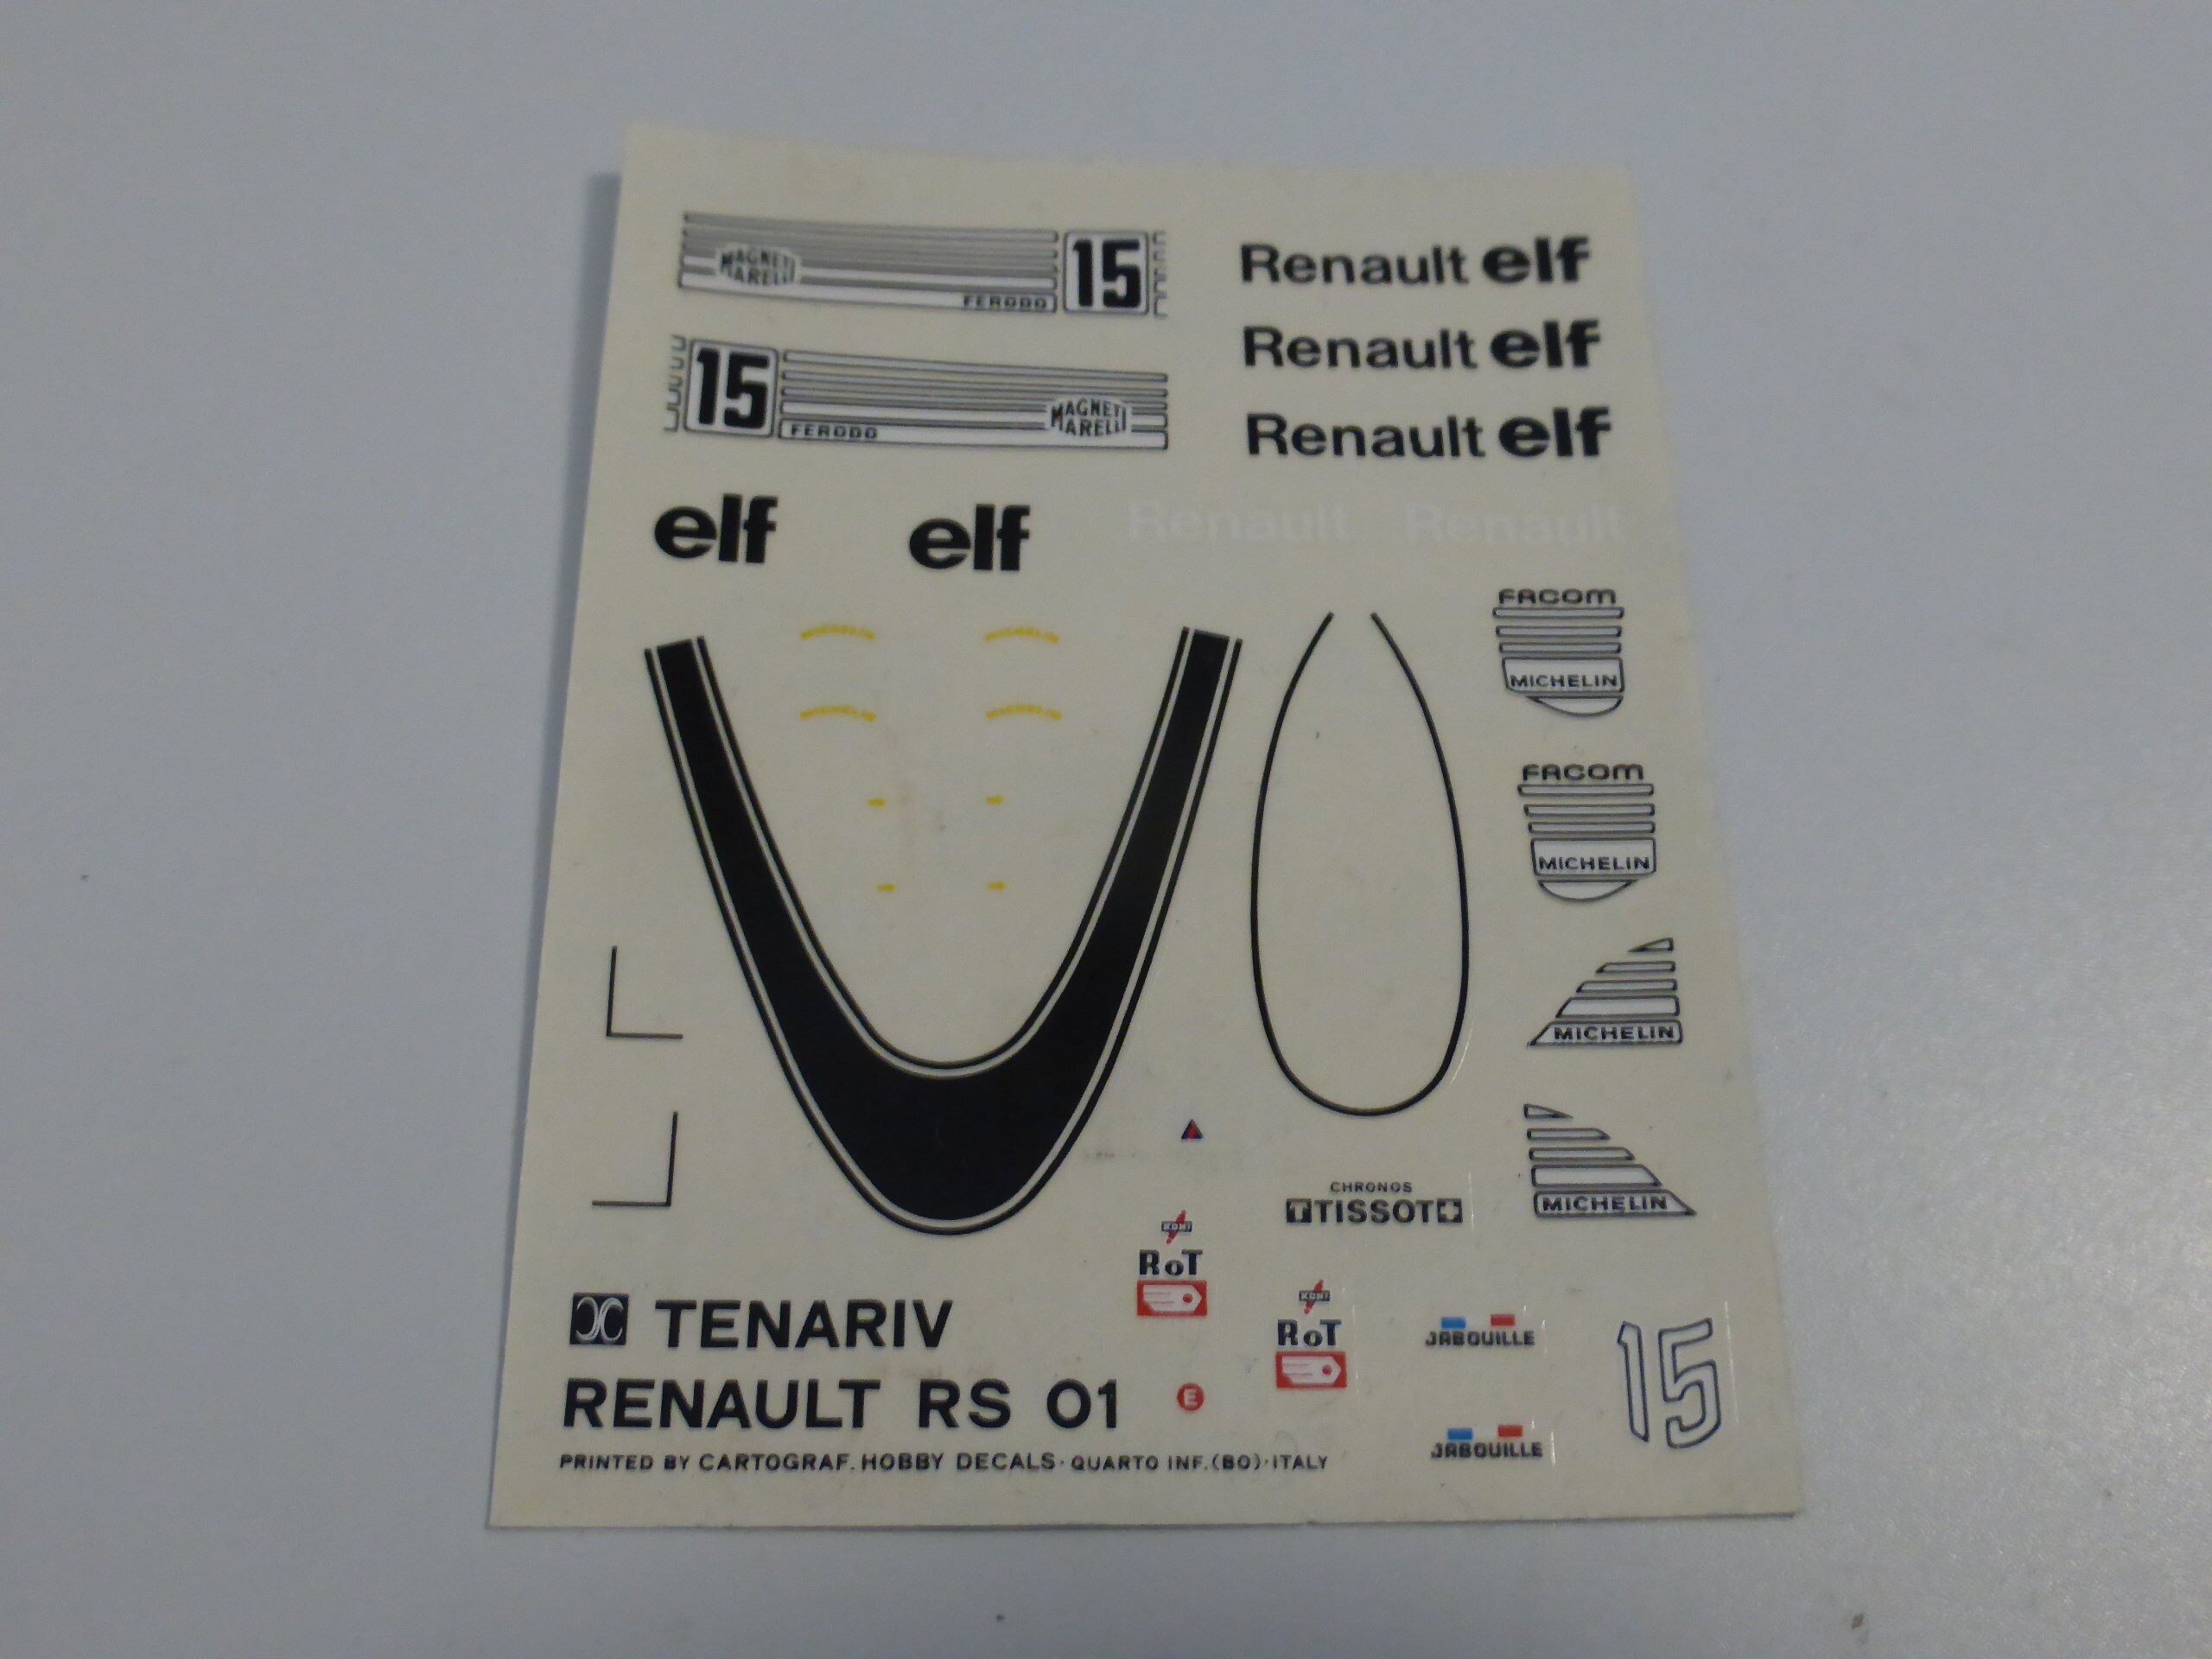 MAGNETI
MARELLI
FERODO
15
Renault elf
15
FERODO
MAGNETI
MARELLI
Renault elf
Renault elf
elf
elf
Renault
Renault
FACOM
MICHELIN
FACOM
MICHELIN
MICHELIN
MICHELIN
CHRONOS
T TISSOT
KONI
RoT
KONI
RoT
TENARIV
RENAULT RS 01
E
JABOUILLE
JABOUILLE
15
PRINTED BY CARTOGRAF. HOBBY DECALS · QUARTO INF. (BO) · ITALY